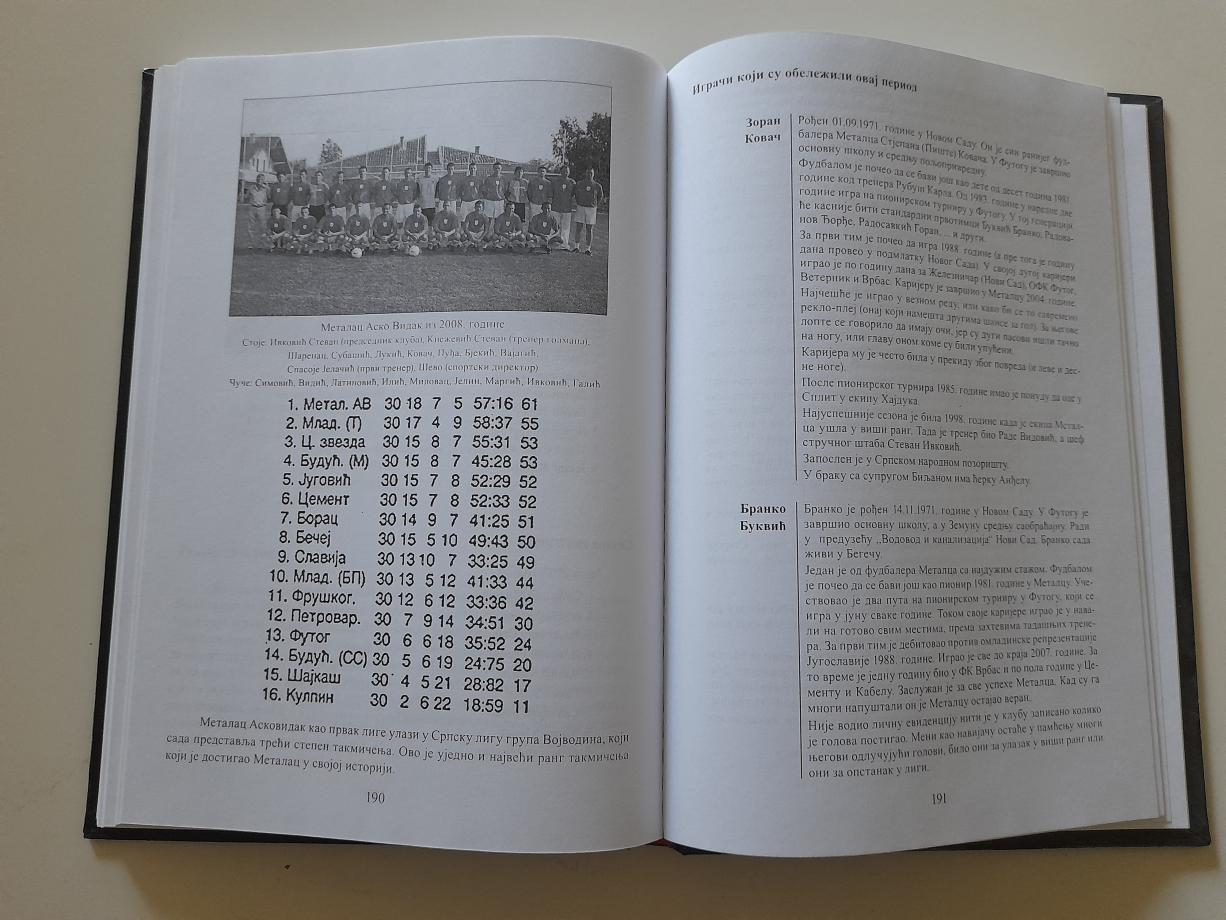 Металац Аско Видак из 2008. године
Стоје: Ивковић Стеван (председник клуба), Кнежевић Стеван (тренер голмана),
Шаренац, Субашић, Лукић, Ковач, Пуђа, Бјекић, Вајагић,
Спасоје Јелачић (први тренер), Шево (спортски директор)
Чуче: Симовић, Видић, Латиновић, Илић, Миловац, Јелин, Маргић, Ивковић, Галић
1. Метал. АВ 30 18 7 5 57:16 61
2. Млад. (Т) 30 17 4 9 58:37 55
3. Ц. звезда 30 15 8 7 55:31 53
4. Будућ. (М) 30 15 8 7 45:28 53
5. Југовић 30 15 7 8 52:29 52
6. Цемент 30 15 7 8 52:33 52
7. Борац 30 14 9 7 41:25 51
8. Бечеј 30 15 5 10 49:43 50
9. Славија 30 13 10 7 33:25 49
10. Млад. (БП) 30 13 5 12 41:33 44
11. Фрушког. 30 12 6 12 33:36 42
12. Петровар. 30 7 9 14 34:51 30
13. Футог 30 6 6 18 35:52 24
14. Будућ. (СС) 30 5 6 19 24:75 20
15. Шајкаш 30 4 5 21 28:82 17
16. Кулпин 30 2 6 22 18:59 11
Металац Асковидак као првак лиге улази у Српску лигу група Војводина, који
сада представља трећи степен такмичења. Ово је уједно и највећи ранг такмичења
који је достигао Металац у својој историји.
190
Играчи који су обележили овај период
Зоран
Ковач
Рођен 01.09.1971. године у Новом Саду. Он је син ранијег фуд-
балера Металца Стјепана (Пиште) Ковача. У Футогу је завршио
основну школу и средњу пољопривредну.
Фудбалом је почео да се бави још као дете од десет година 1981.
године код тренера Рубуш Карла. Од 1983. године у наредне две
године игра на пионирском турниру у Футогу. У тој генерацији
ће касније бити стандардни првотимци Буквић Бранко, Радова-
нов Ђорђе, Радосавкић Горан, ... и други.
За први тим је почео да игра 1988. године (а пре тога је годину
дана провео у подмлатку Новог Сада). У својој дугој каријери
играо је по годину дана за Железничар (Нови Сад), ОФК Футог,
Ветерник и Врбас. Каријеру је завршио у Металцу 2004. године.
Најчешће је играо у везном реду, или како би се то савремено
рекло-плеј (онај који намешта другима шансе за гол). За његове
лопте се говорило да имају очи, јер су дуги пасови ишли тачно
на ногу, или главу оном коме су били упућени.
Каријера му је често била у прекиду због повреда (и леве и дес-
не ноге).
После пионирског турнира 1985. године имао је понуду да оде у
Сплит у екипу Хајдука.
Најуспешније сезона је била 1998. године када је екипа Метал-
ца ушла у виши ранг. Тада је тренер био Раде Видовић, а шеф
стручног штаба Стеван Ивковић.
Запослен је у Српском народном позоришту.
У браку са супругом Биљаном има ћерку Анђелу.
Бранко
Буквић
Бранко је рођен 14.11.1971. године у Новом Саду. У Футогу је
завршио основну школу, а у Земуну средњу саобраћајну. Ради
у предузећу „Водовод и канализација” Нови Сад. Бранко сада
живи у Бегечу.
Један је од фудбалера Металца са најдужим стажом. Фудбалом
је почео да се бави још као пионир 1981. године у Металцу. Уче-
ствовао је два пута на пионирском турниру у Футогу, који се
игра у јуну сваке године. Током своје каријере играо је у нава-
ли на готово свим местима, према захтевима тадашњих трене-
ра. За први тим је дебитовао против омладинске репрезентације
Југославије 1988. године. Играо је све до краја 2007. године. За
то време је једну годину био у ФК Врбас и по пола године у Це-
менту и Кабелу. Заслужан је за све успехе Металца. Кад су га
многи напуштали он је Металцу остајао веран.
Није водио личну евиденцију нити је у клубу записано колико
је голова постигао. Мени као навијачу остаће у памћењу многи
његови одлучујући голови, било они за улазак у виши ранг или
они за опстанак у лиги.
191